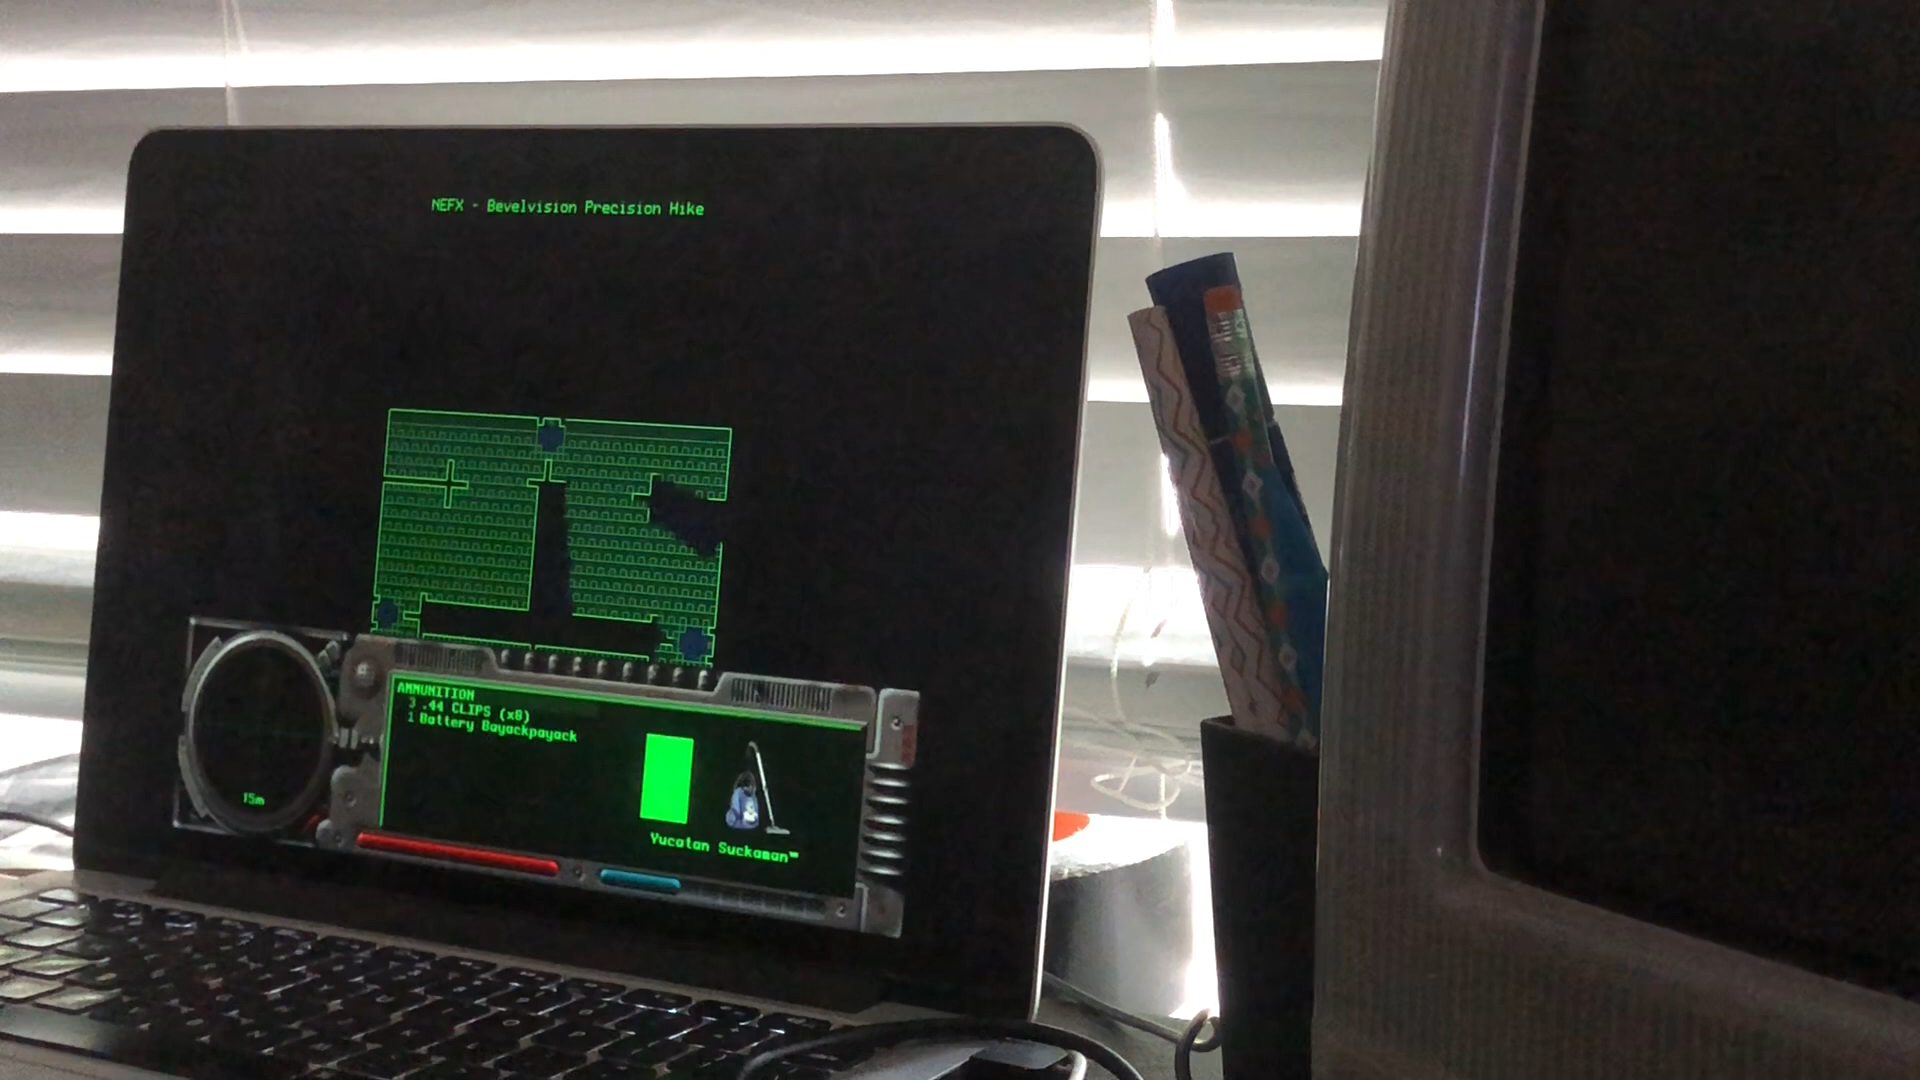 NEFX - Bevelvision Precision Hike
AMMUNITION
3 .44 CLIPS (x8)
1 Battery Bayackpayack
15m
Yucatan Suckaman™